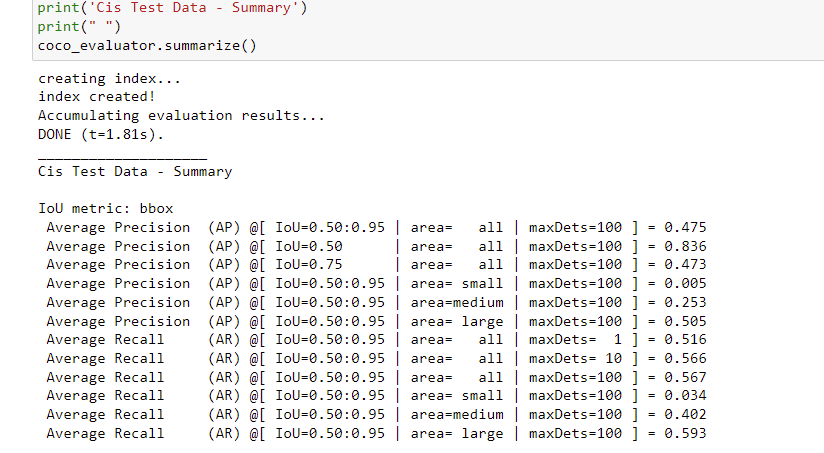 print('Cis Test Data - Summary')
print(" ")
coco_evaluator.summarize()
creating index...
index created!
Accumulating evaluation results...
DONE (t=1.81s).
____________________
Cis Test Data - Summary
IoU metric: bbox
Average Precision  (AP) @[ IoU=0.50:0.95 | area=   all | maxDets=100 ] = 0.475
Average Precision  (AP) @[ IoU=0.50      | area=   all | maxDets=100 ] = 0.836
Average Precision  (AP) @[ IoU=0.75      | area=   all | maxDets=100 ] = 0.473
Average Precision  (AP) @[ IoU=0.50:0.95 | area= small | maxDets=100 ] = 0.005
Average Precision  (AP) @[ IoU=0.50:0.95 | area=medium | maxDets=100 ] = 0.253
Average Precision  (AP) @[ IoU=0.50:0.95 | area= large | maxDets=100 ] = 0.505
Average Recall     (AR) @[ IoU=0.50:0.95 | area=   all | maxDets=  1 ] = 0.516
Average Recall     (AR) @[ IoU=0.50:0.95 | area=   all | maxDets= 10 ] = 0.566
Average Recall     (AR) @[ IoU=0.50:0.95 | area=   all | maxDets=100 ] = 0.567
Average Recall     (AR) @[ IoU=0.50:0.95 | area= small | maxDets=100 ] = 0.034
Average Recall     (AR) @[ IoU=0.50:0.95 | area=medium | maxDets=100 ] = 0.402
Average Recall     (AR) @[ IoU=0.50:0.95 | area= large | maxDets=100 ] = 0.593